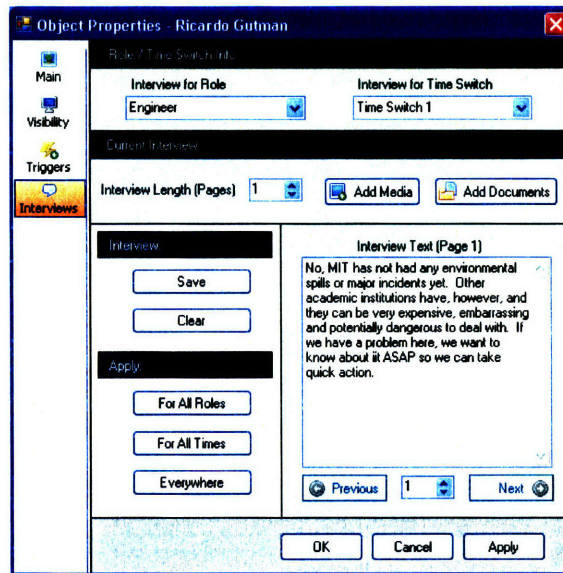 Object Properties - Ricardo Gutman
Main
Visibility
Triggers
Interviews
Role / Time Switch Info
Interview for Role
Interview for Time Switch
Engineer
Time Switch 1
Current Interview
Interview Length (Pages)
1
Add Media
Add Documents
Interview
Save
Clear
Apply
For All Roles
For All Times
Everywhere
Interview Text (Page 1)
No, MIT has not had any environmental
spills or major incidents yet. Other
academic institutions have, however, and
they can be very expensive, embarrassing
and potentially dangerous to deal with. If
we have a problem here, we want to
know about iit ASAP so we can take
quick action.
Previous
1
Next
OK
Cancel
Apply